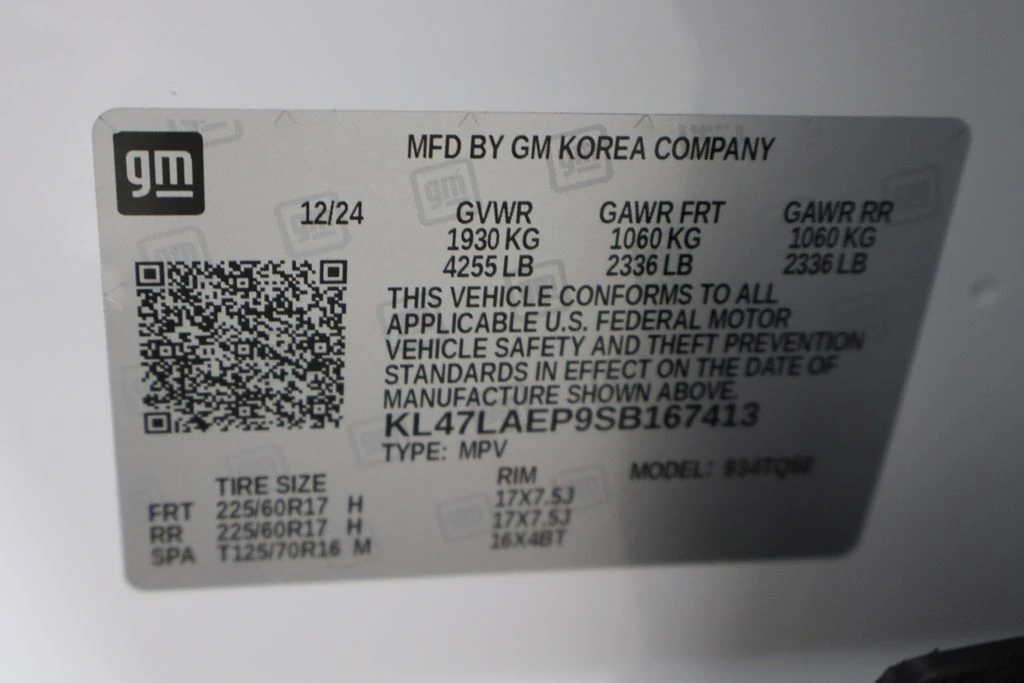 gm
MFD BY GM KOREA COMPANY
12/24 GVWR GAWR FRT GAWR RR
1930 KG 1060 KG 1060 KG
4255 LB 2336 LB 2336 LB
THIS VEHICLE CONFORMS TO ALL
APPLICABLE U.S. FEDERAL MOTOR
VEHICLE SAFETY AND THEFT PREVENTION
STANDARDS IN EFFECT ON THE DATE OF
MANUFACTURE SHOWN ABOVE.
KL47LAEP9SB167413
TYPE: MPV
MODEL:
TIRE SIZE RIM
FRT 225/60R17 H 17X7.5J
RR 225/60R17 H 17X7.5J
SPA T125/70R16 M 16X4BT